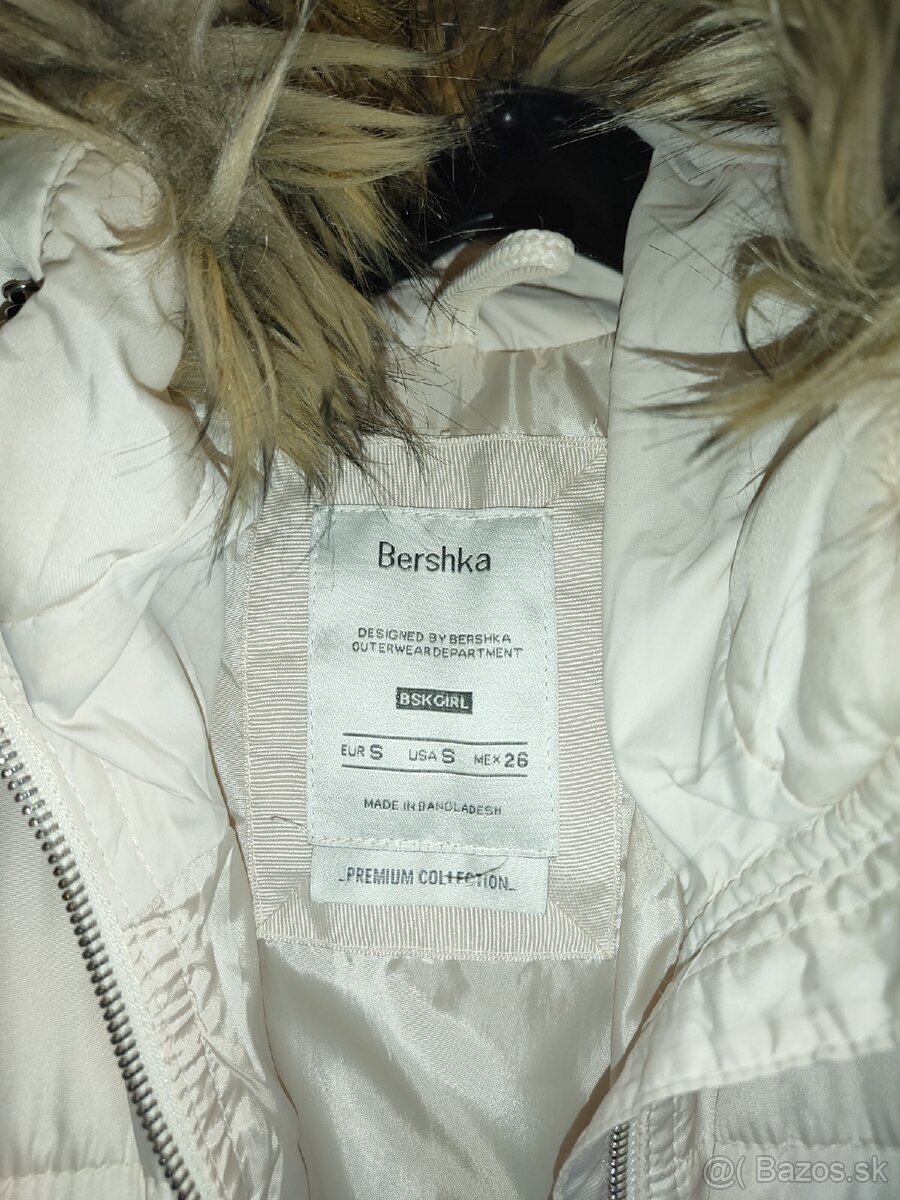 Bershka
DESIGNED BY BERSHKA
OUTERWEAR DEPARTMENT
BSKGIRL
EUR S USA S MEX 26
MADE IN BANGLADESH
_PREMIUM COLLECTION_
@( Bazos.sk